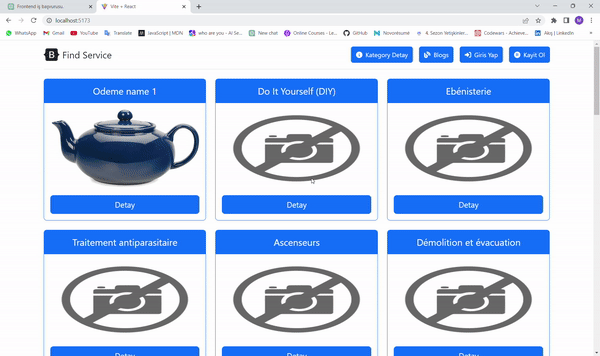 Frontend iş başvurusu.
Vite + React
localhost:5173
WhatsApp
Gmail
YouTube
Translate
JavaScript | MDN
who are you - Ai Se...
New chat
Online Courses - Le...
GitHub
Novoresumé
4. Sezon Yetişkinler...
Codewars - Achieve...
Akış | LinkedIn
B Find Service
Kategory Detay
Blogs
Giris Yap
Kayit Ol
Odeme name 1
Do It Yourself (DIY)
Ebénisterie
Detay
Detay
Detay
Traitement antiparasitaire
Ascenseurs
Démolition et évacuation
Detay
Detay
Detay